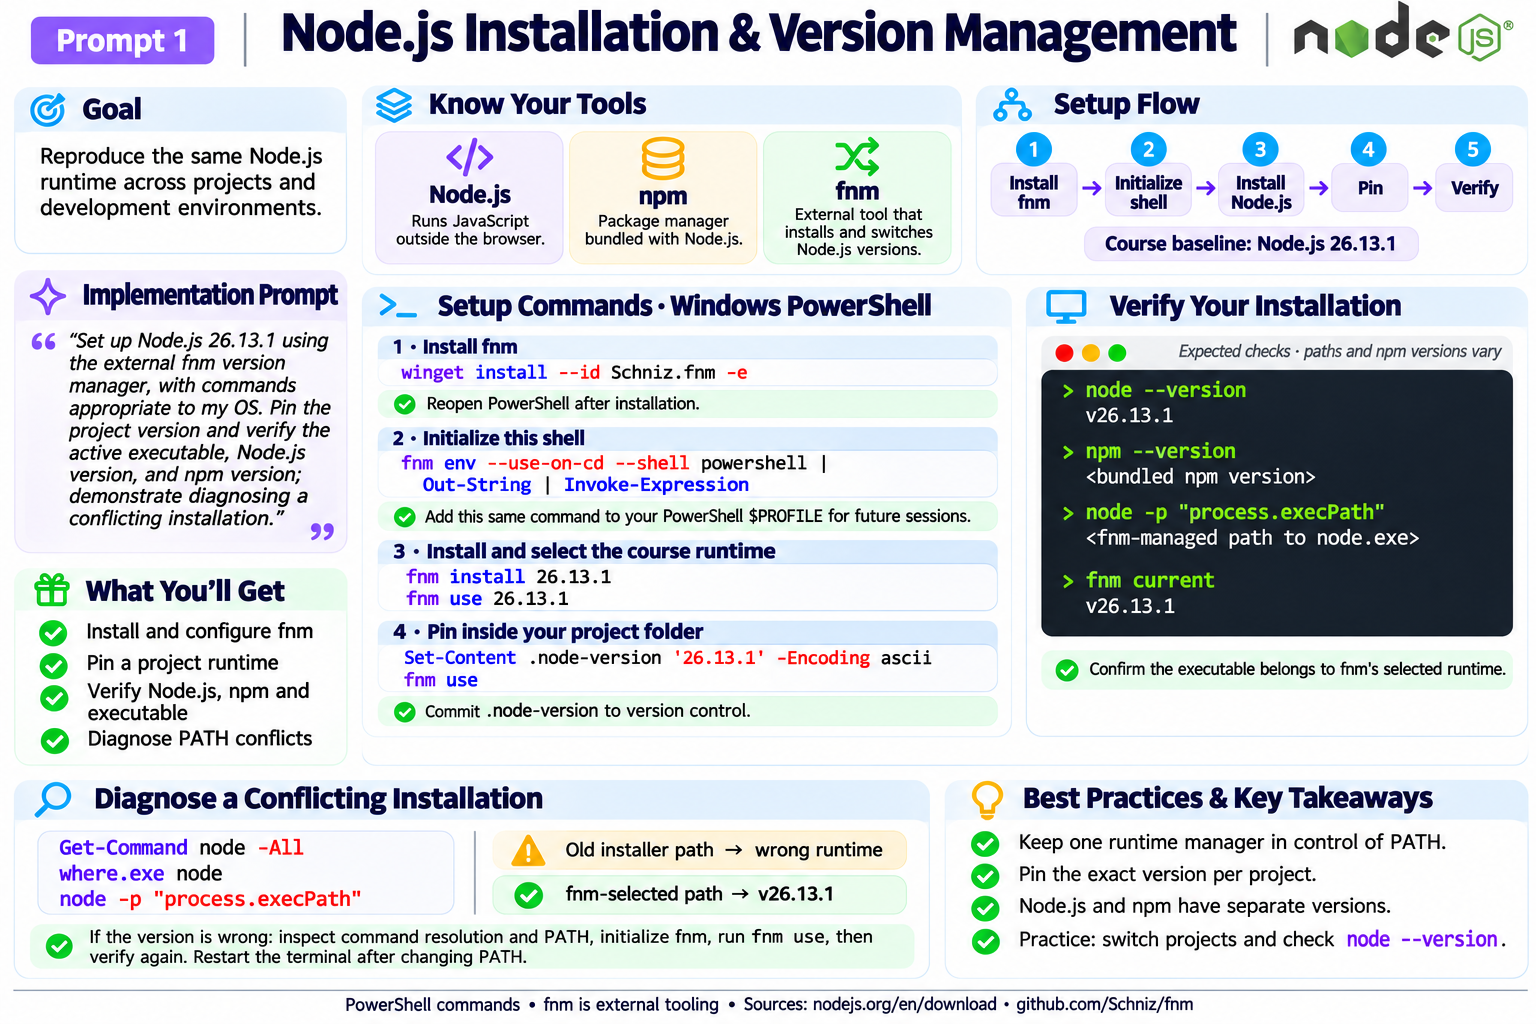 Prompt 1
Node.js Installation & Version Management
node
JS
®
Goal
Reproduce the same Node.js
runtime across projects and
development environments.
Know Your Tools
</>
Node.js
Runs JavaScript
outside the browser.
npm
Package manager
bundled with Node.js.
fnm
External tool that
installs and switches
Node.js versions.
Setup Flow
1
Install
fnm
2
Initialize
shell
3
Install
Node.js
4
Pin
5
Verify
Course baseline: Node.js 26.13.1
Implementation Prompt
“Set up Node.js 26.13.1 using
the external fnm version
manager, with commands
appropriate to my OS. Pin the
project version and verify the
active executable, Node.js
version, and npm version;
demonstrate diagnosing a
conflicting installation.”
What You’ll Get
Install and configure fnm
Pin a project runtime
Verify Node.js, npm and
executable
Diagnose PATH conflicts
Setup Commands · Windows PowerShell
1 · Install fnm
winget install --id Schniz.fnm -e
Reopen PowerShell after installation.
2 · Initialize this shell
fnm env --use-on-cd --shell powershell |
Out-String | Invoke-Expression
Add this same command to your PowerShell $PROFILE for future sessions.
3 · Install and select the course runtime
fnm install 26.13.1
fnm use 26.13.1
4 · Pin inside your project folder
Set-Content .node-version '26.13.1' -Encoding ascii
fnm use
Commit .node-version to version control.
Verify Your Installation
Expected checks · paths and npm versions vary
> node --version
v26.13.1
> npm --version
<bundled npm version>
> node -p "process.execPath"
<fnm-managed path to node.exe>
> fnm current
v26.13.1
Confirm the executable belongs to fnm's selected runtime.
Diagnose a Conflicting Installation
Get-Command node -All
where.exe node
node -p "process.execPath"
Old installer path → wrong runtime
fnm-selected path → v26.13.1
If the version is wrong: inspect command resolution and PATH, initialize fnm, run fnm use, then
verify again. Restart the terminal after changing PATH.
Best Practices & Key Takeaways
Keep one runtime manager in control of PATH.
Pin the exact version per project.
Node.js and npm have separate versions.
Practice: switch projects and check node --version.
PowerShell commands • fnm is external tooling • Sources: nodejs.org/en/download • github.com/Schniz/fnm